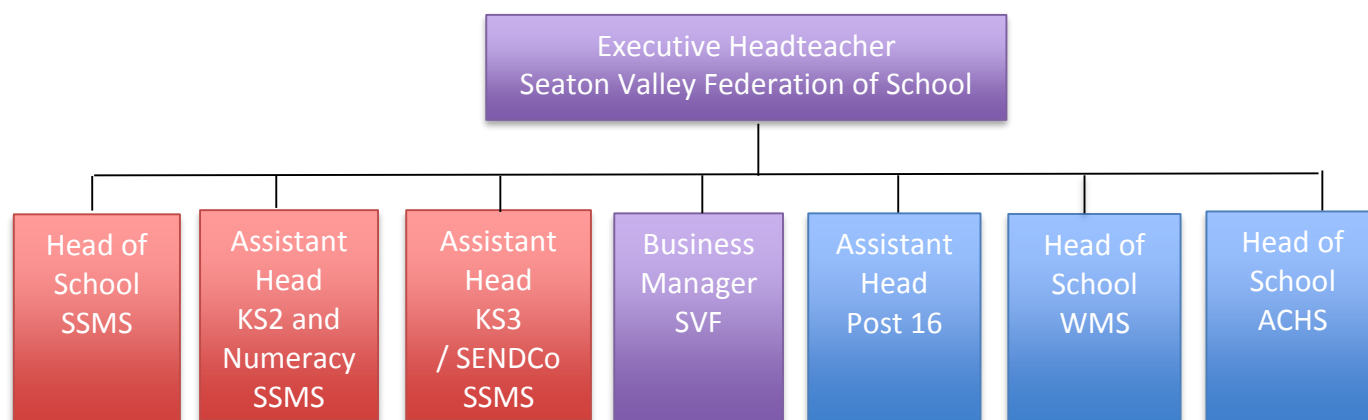 Executive Headteacher
Seaton Valley Federation of School
Head of
School
SSMS
Assistant
Head
KS2 and
Numeracy
SSMS
Assistant
Head
KS3
/ SENDCo
SSMS
Business
Manager
SVF
Assistant
Head
Post 16
Head of
School
WMS
Head of
School
ACHS